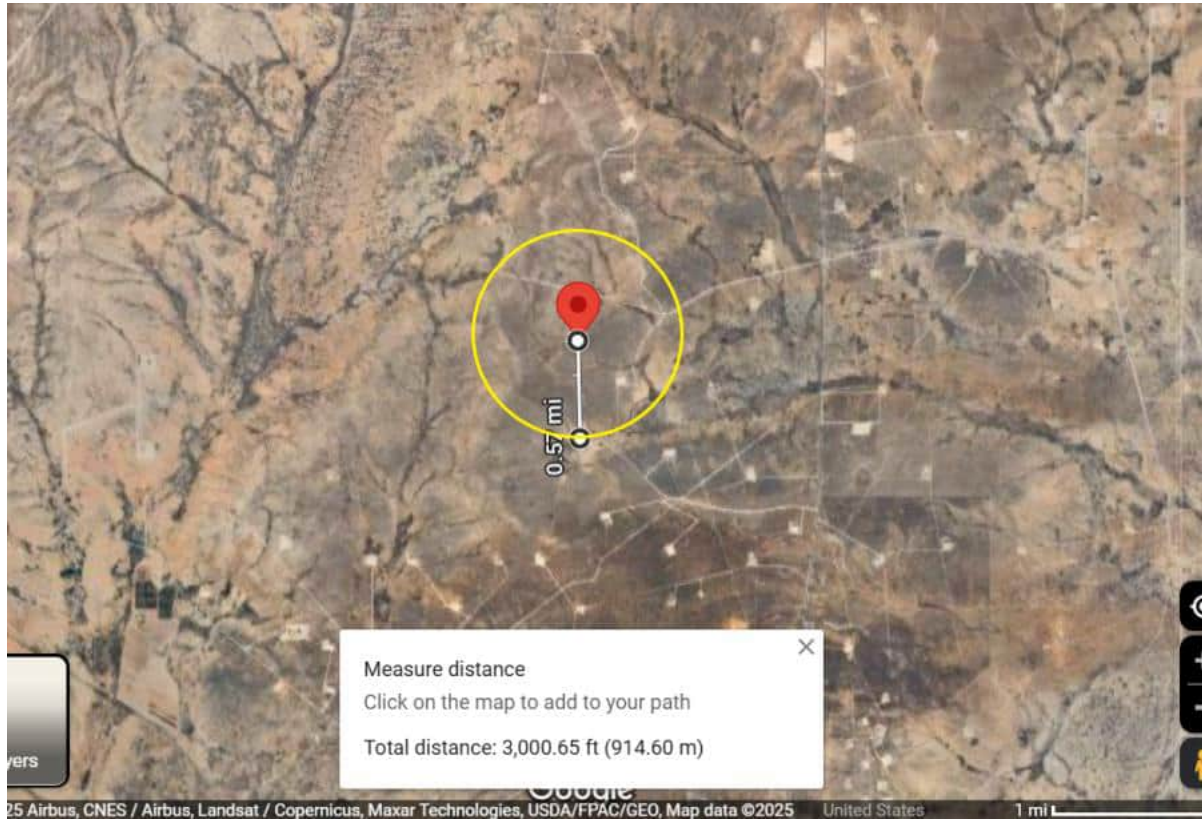 0.57 mi
Measure distance
Click on the map to add to your path
Total distance: 3,000.65 ft (914.60 m)
Google
yers
25 Airbus, CNES / Airbus, Landsat / Copernicus, Maxar Technologies, USDA/FPAC/GEO, Map data ©2025 United States 1 mi